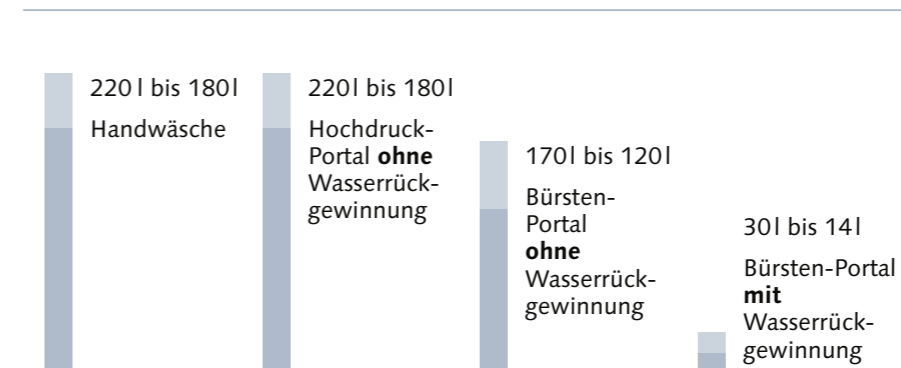 220 l bis 180 l
Handwäsche
220 l bis 180 l
Hochdruck-
Portal ohne
Wasserrück-
gewinnung
170 l bis 120 l
Bürsten-
Portal
ohne
Wasserrück-
gewinnung
30 l bis 14 l
Bürsten-Portal
mit
Wasserrück-
gewinnung